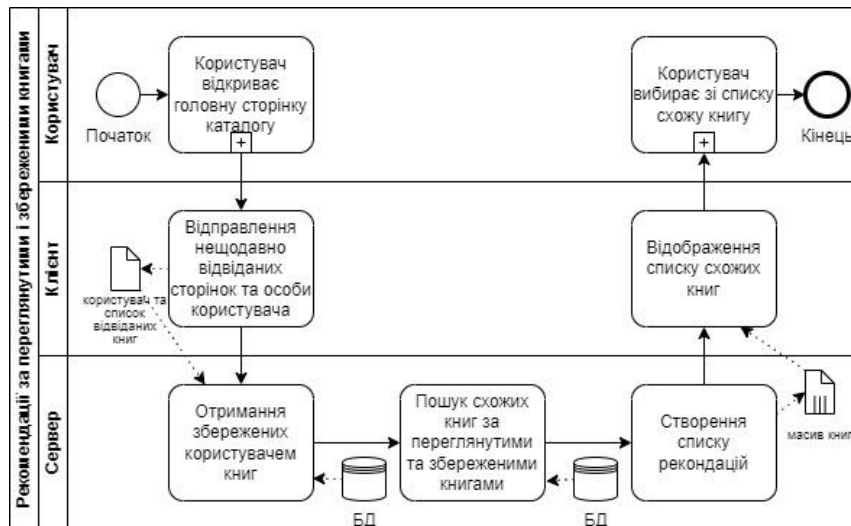 Рекомендації за переглянутими і збереженими книгами
Користувач
Початок
Користувач
відкриває
головну сторінку
каталогу
Користувач
вибирає зі списку
схожу книгу
Кінець
Клієнт
Відправлення
нещодавно
відвіданих
сторінок та особи
користувача
користувач та
список
відвіданих
книг
Відображення
списку схожих
книг
Сервер
Отримання
збережених
користувачем
книг
БД
Пошук схожих
книг за
переглянутими
та збереженими
книгами
БД
Створення
списку
рекондацій
масив книг